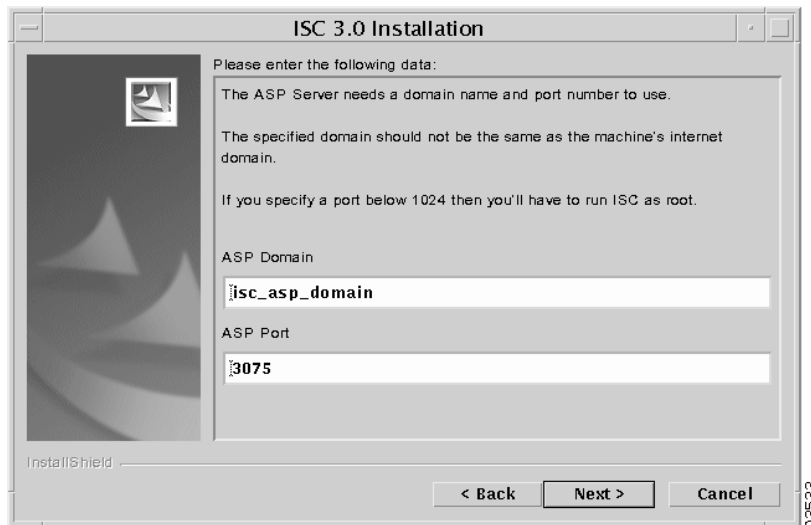 ISC 3.0 Installation
Please enter the following data:
The ASP Server needs a domain name and port number to use.
The specified domain should not be the same as the machine's internet
domain.
If you specify a port below 1024 then you'll have to run ISC as root.
ASP Domain
isc_asp_domain
ASP Port
3075
InstallShield
< Back
Next >
Cancel